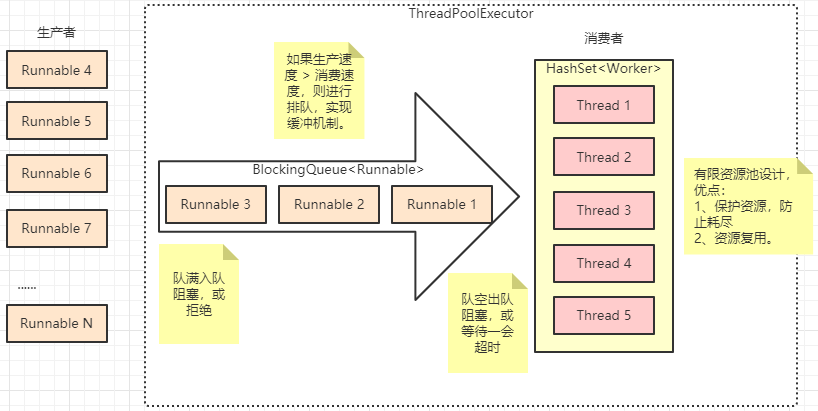 ThreadPoolExecutor
生产者
Runnable 4
Runnable 5
Runnable 6
Runnable 7
......
Runnable N
如果生产速
度 > 消费速
度，则进行
排队，实现
缓冲机制。
BlockingQueue<Runnable>
Runnable 3
Runnable 2
Runnable 1
队满入队
阻塞，或
拒绝
队空出队
阻塞，或
等待一会
超时
消费者
HashSet<Worker>
Thread 1
Thread 2
Thread 3
Thread 4
Thread 5
有限资源池设计，
优点：
1、保护资源，防
止耗尽
2、资源复用。